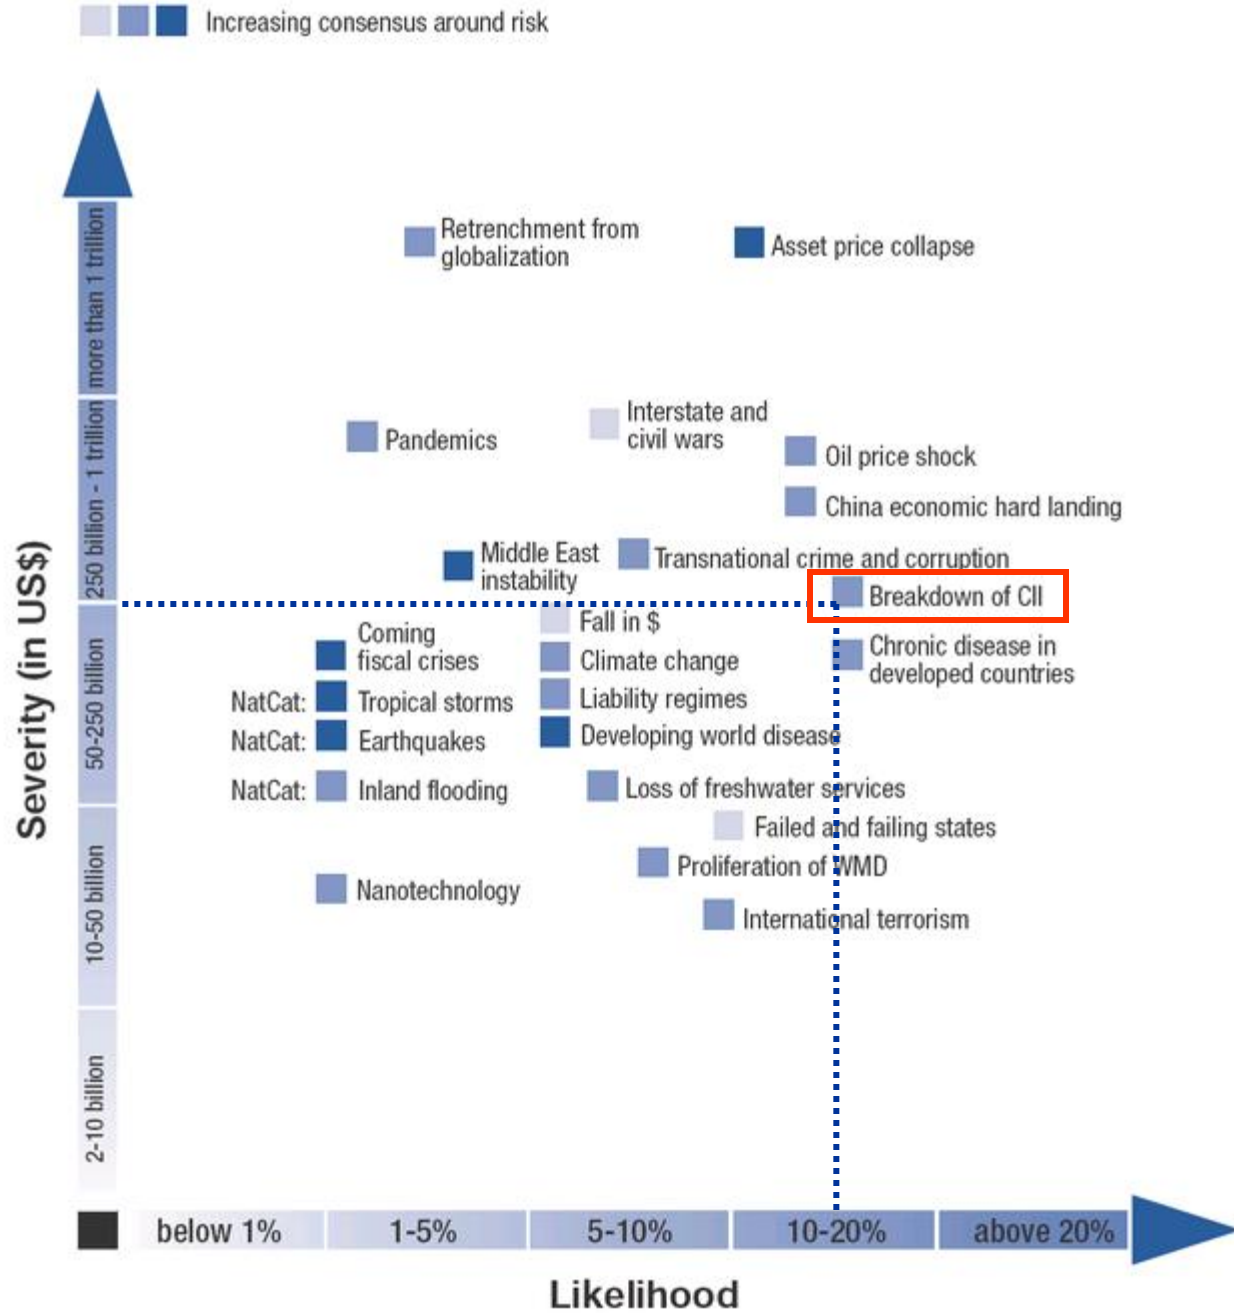 Increasing consensus around risk
more than 1 trillion
250 billion - 1 trillion
50-250 billion
10-50 billion
2-10 billion
Severity (in US$)
Retrenchment from
globalization
Asset price collapse
Pandemics
Interstate and
civil wars
Oil price shock
China economic hard landing
Middle East
instability
Transnational crime and corruption
Breakdown of CII
Fall in $
Coming
fiscal crises
Climate change
Chronic disease in
developed countries
NatCat: Tropical storms
Liability regimes
NatCat: Earthquakes
Developing world disease
NatCat: Inland flooding
Loss of freshwater services
Failed and failing states
Proliferation of WMD
Nanotechnology
International terrorism
below 1% 1-5% 5-10% 10-20% above 20%
Likelihood